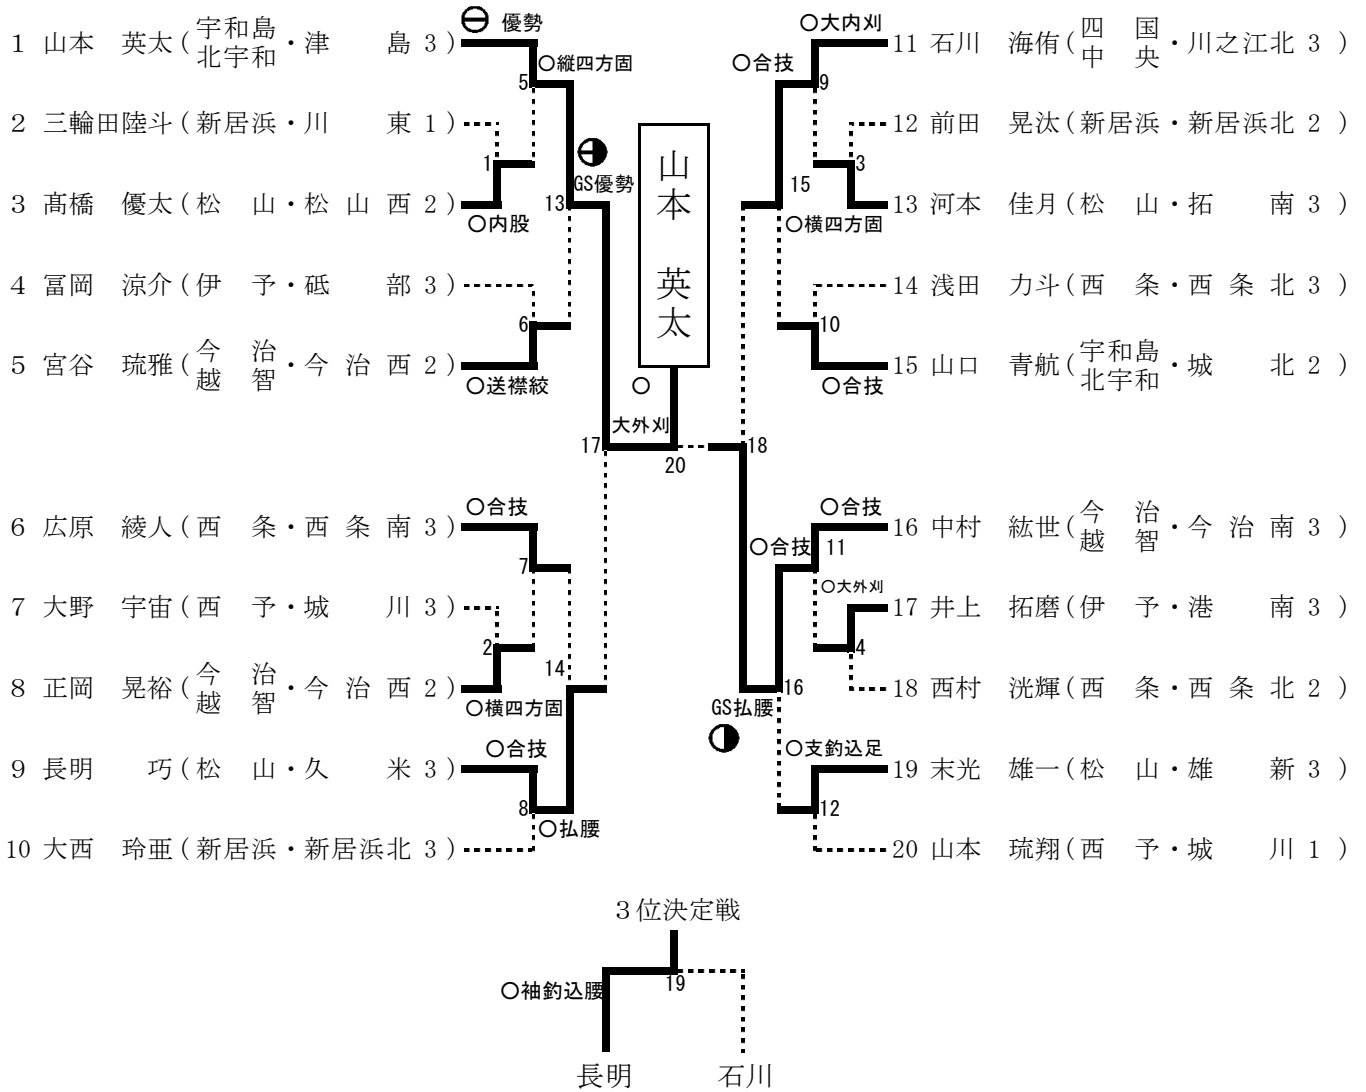 優勢
1 山本 英太(宇和島北宇和・津島 3)
○縦四方固
5
2 三輪田陸斗(新居浜・川東 1)
1
GS優勢
3 髙橋 優太(松山・松山西 2)
13
○内股
4 冨岡 涼介(伊予・砥部 3)
6
5 宮谷 琉雅(今治越智・今治西 2)
○送襟絞
山本 英太
○
大外刈
17
20
18
○合技
6 広原 綾人(西条・西条南 3)
7
7 大野 宇宙(西予・城川 3)
2
14
8 正岡 晃裕(今治越智・今治西 2)
○横四方固
○合技
9 長明 巧(松山・久米 3)
8
○払腰
10 大西 玲亜(新居浜・新居浜北 3)
○大内刈
11 石川 海侑(四国中央・川之江北 3)
○合技
9
12 前田 晃汰(新居浜・新居浜北 2)
3
15
13 河本 佳月(松山・拓南 3)
○横四方固
14 浅田 力斗(西条・西条北 3)
10
15 山口 青航(宇和島北宇和・城北 2)
○合技
○合技
16 中村 紘世(今治越智・今治南 3)
○合技
11
○大外刈
17 井上 拓磨(伊予・港南 3)
4
18 西村 洸輝(西条・西条北 2)
16
GS払腰
○支釣込足
19 末光 雄一(松山・雄新 3)
12
20 山本 琉翔(西予・城川 1)
3位決定戦
19
○袖釣込腰
長明 石川